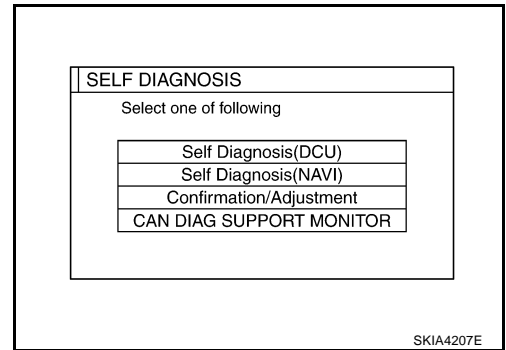 SELF DIAGNOSIS
Select one of following
Self Diagnosis(DCU)
Self Diagnosis(NAVI)
Confirmation/Adjustment
CAN DIAG SUPPORT MONITOR
SKIA4207E